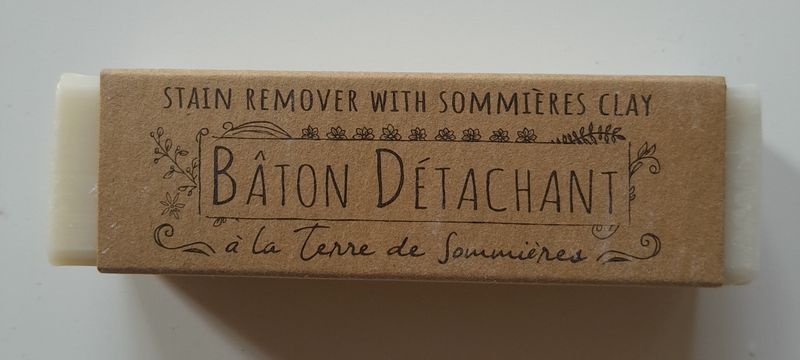 STAIN REMOVER WITH SOMMIÈRES CLAY
BÂTON DÉTACHANT
à la Terre de Sommières